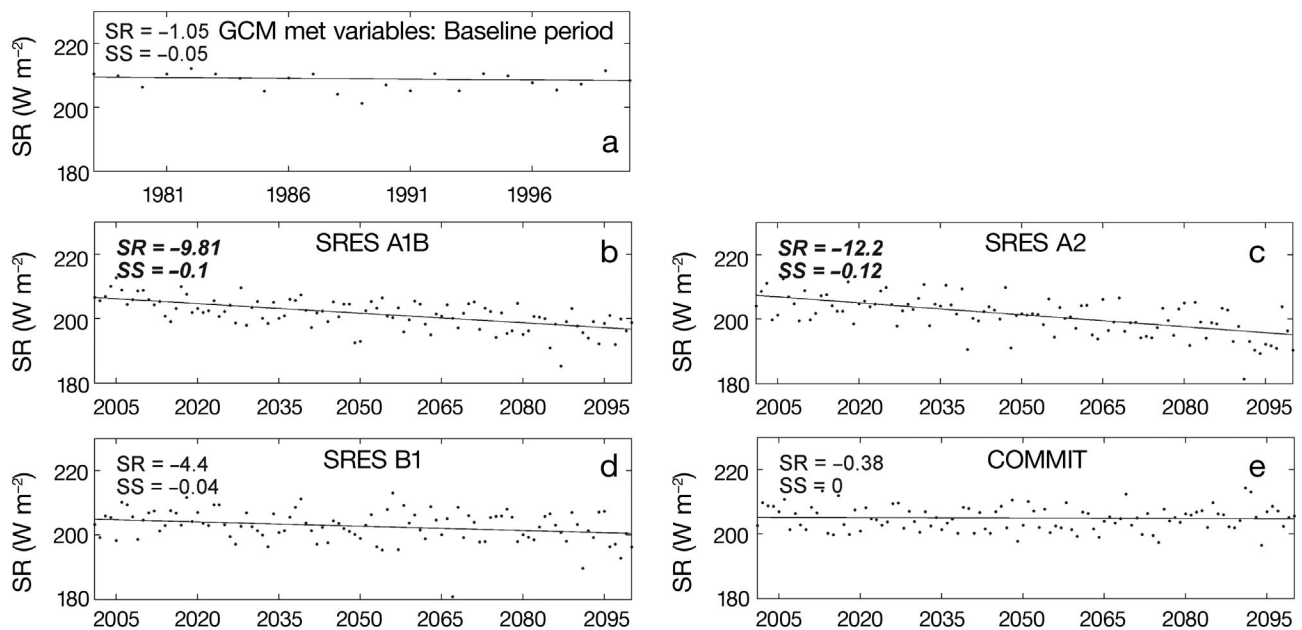 SR = −1.05 GCM met variables: Baseline period
SS = −0.05
220
200
180
SR (W m⁻²)
a
1981 1986 1991 1996
SR = −9.81 SRES A1B b
SS = −0.1
220
200
180
SR (W m⁻²)
2005 2020 2035 2050 2065 2080 2095
SR = −12.2 SRES A2 c
SS = −0.12
220
200
180
SR (W m⁻²)
2005 2020 2035 2050 2065 2080 2095
SR = −4.4 SRES B1 d
SS = −0.04
220
200
180
SR (W m⁻²)
2005 2020 2035 2050 2065 2080 2095
SR = −0.38 COMMIT e
SS = 0
220
200
180
SR (W m⁻²)
2005 2020 2035 2050 2065 2080 2095